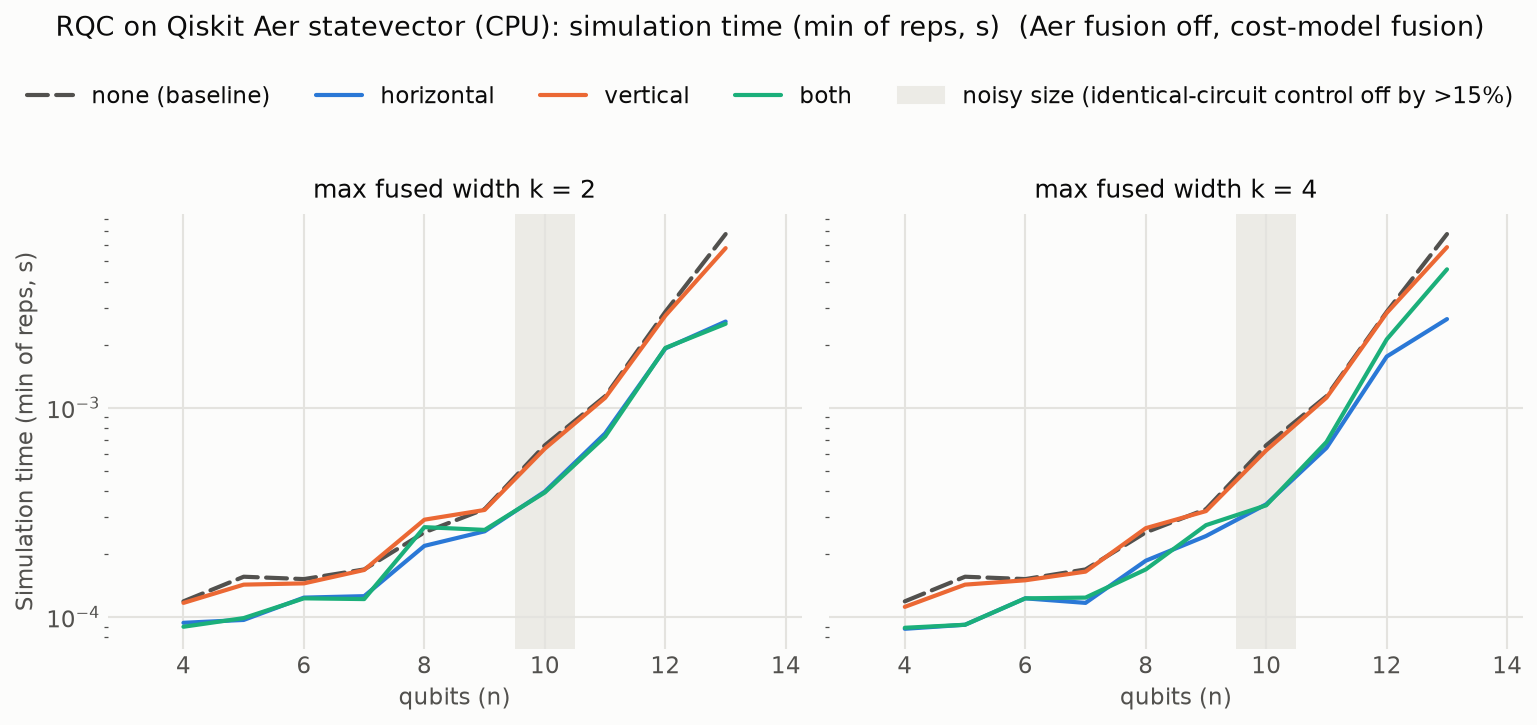 RQC on Qiskit Aer statevector (CPU): simulation time (min of reps, s)  (Aer fusion off, cost-model fusion)
none (baseline) horizontal vertical both noisy size (identical-circuit control off by >15%)
max fused width k = 2
max fused width k = 4
Simulation time (min of reps, s)
10⁻³
10⁻⁴
4 6 8 10 12 14
4 6 8 10 12 14
qubits (n)
qubits (n)